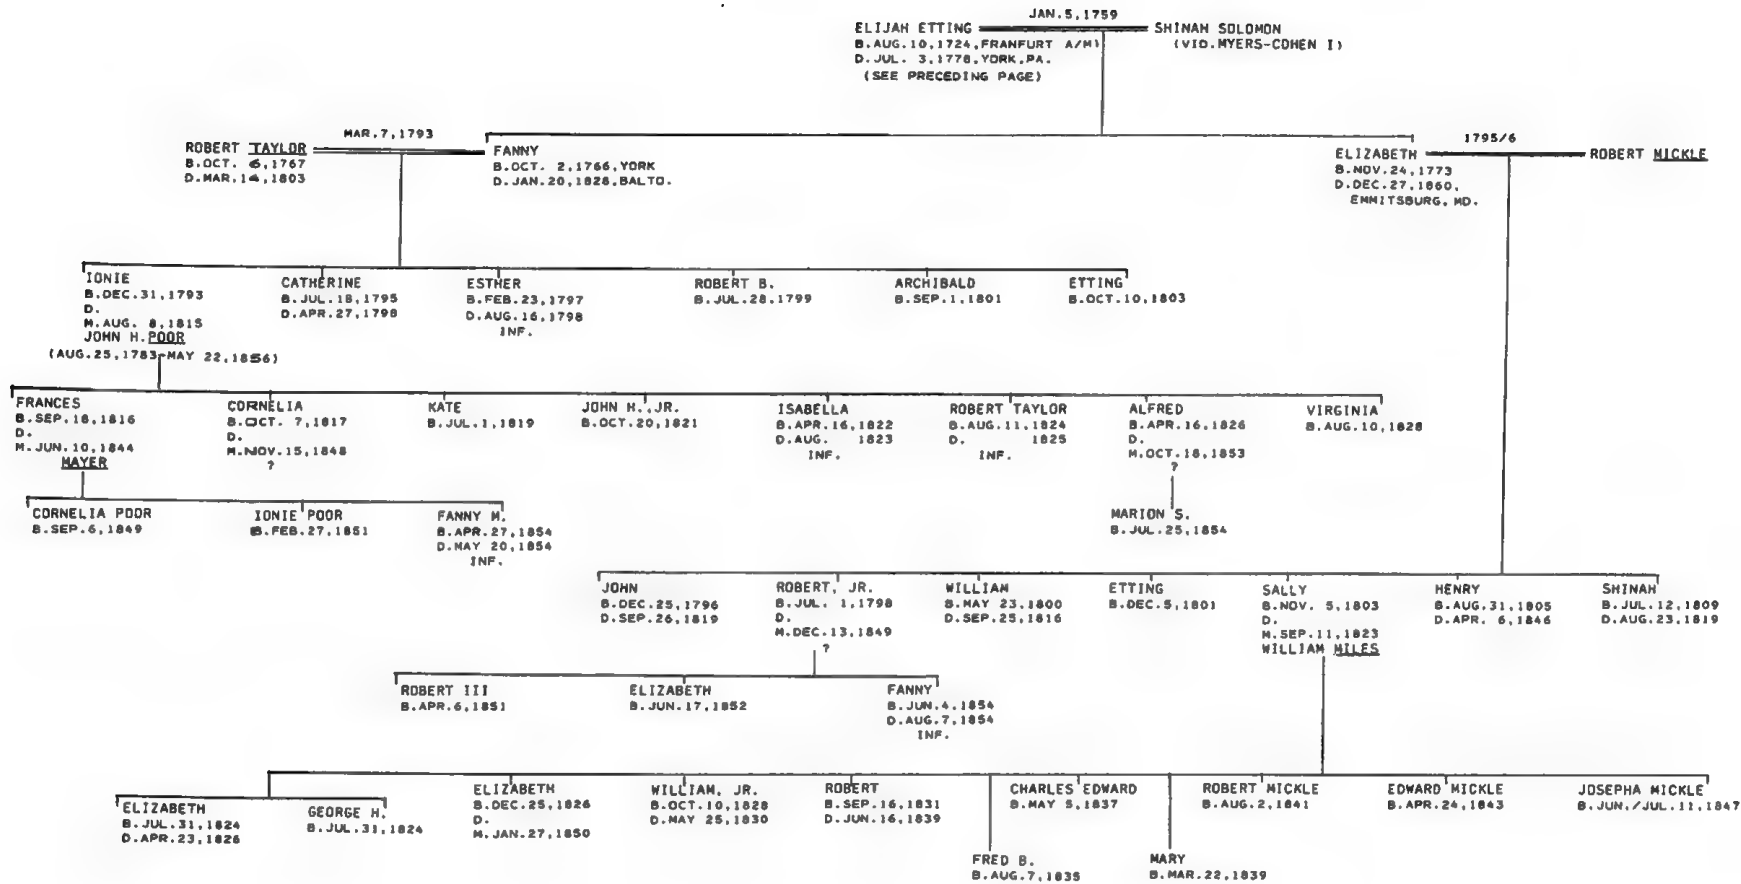 JAN.5,1759
ELIJAH ETTING
B.AUG.10,1724,FRANFURT A/M)
D.JUL. 3,1778,YORK,PA.
(SEE PRECEDING PAGE)
SHINAH SOLOMON
(VID.MYERS-COHEN I)
MAR.7,1793
ROBERT TAYLOR
B.OCT. 6,1767
D.MAR.14,1803
FANNY
B.OCT. 2,1766,YORK
D.JAN.20,1828,BALTO.
1795/6
ELIZABETH
B.NOV.24,1773
D.DEC.27,1860,
EMMITSBURG, MD.
ROBERT MICKLE
IONIE
B.DEC.31,1793
D.
M.AUG. 8,1815
JOHN H.POOR
(AUG.25,1783-MAY 22,1856)
CATHERINE
B.JUL.18,1795
D.APR.27,1798
ESTHER
B.FEB.23,1797
D.AUG.16,1798
INF.
ROBERT B.
B.JUL.28,1799
ARCHIBALD
B.SEP.1,1801
ETTING
B.OCT.10,1803
FRANCES
B.SEP.18,1816
D.
M.JUN.10,1844
MAYER
CORNELIA
B.OCT. 7,1817
D.
M.NOV.15,1848
?
KATE
B.JUL.1,1819
JOHN H.,JR.
B.OCT.20,1821
ISABELLA
B.APR.16,1822
D.AUG. 1823
INF.
ROBERT TAYLOR
B.AUG.11,1824
D. 1825
INF.
ALFRED
B.APR.16,1826
D.
M.OCT.18,1853
?
VIRGINIA
B.AUG.10,1828
CORNELIA POOR
B.SEP.6,1849
IONIE POOR
B.FEB.27,1851
FANNY M.
B.APR.27,1854
D.MAY 20,1854
INF.
MARION S.
B.JUL.25,1854
JOHN
B.DEC.25,1796
D.SEP.26,1819
ROBERT, JR.
B.JUL. 1,1798
D.
M.DEC.13,1849
?
WILLIAM
B.MAY 23,1800
D.SEP.25,1816
ETTING
B.DEC.5,1801
SALLY
B.NOV. 5,1803
D.
M.SEP.11,1823
WILLIAM MILES
HENRY
B.AUG.31,1805
D.APR. 6,1846
SHINAH
B.JUL.12,1809
D.AUG.23,1819
ROBERT III
B.APR.6,1851
ELIZABETH
B.JUN.17,1852
FANNY
B.JUN.4,1854
D.AUG.7,1854
INF.
ELIZABETH
B.JUL.31,1824
D.APR.23,1826
GEORGE H.
B.JUL.31,1824
ELIZABETH
B.DEC.25,1826
D.
M.JAN.27,1850
WILLIAM, JR.
B.OCT.10,1828
D.MAY 25,1830
ROBERT
B.SEP.16,1831
D.JUN.16,1839
CHARLES EDWARD
B.MAY 5,1837
ROBERT MICKLE
B.AUG.2,1841
EDWARD MICKLE
B.APR.24,1843
JOSEPHA MICKLE
B.JUN./JUL.11,1847
FRED B.
B.AUG.7,1835
MARY
B.MAR.22,1839